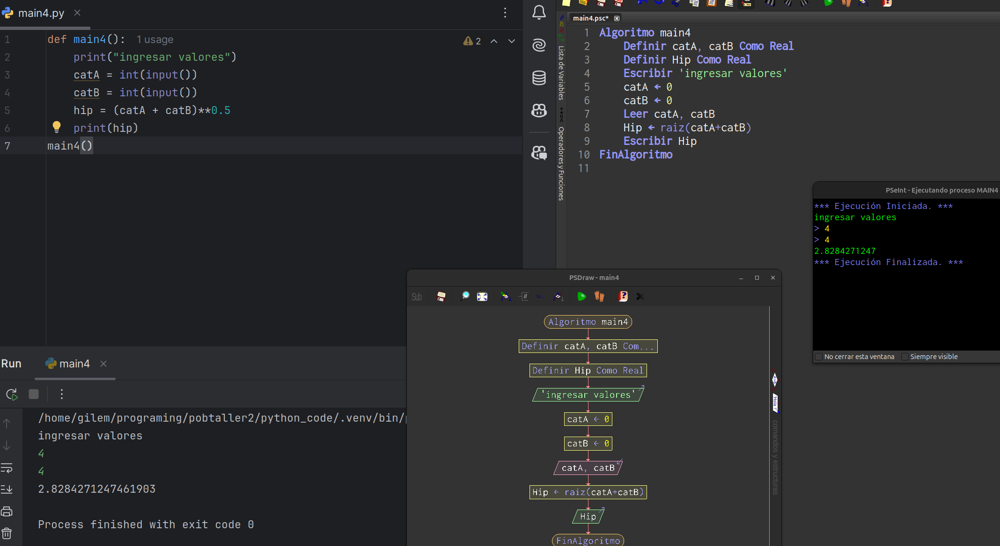 main4.py
1 def main4(): 1 usage
2 print("ingresar valores")
3 catA = int(input())
4 catB = int(input())
5 hip = (catA + catB)**0.5
6 print(hip)
7 main4()
2
Run
main4
/home/gilem/programing/pobtaller2/python_code/.venv/bin/
ingresar valores
4
4
2.8284271247461903
Process finished with exit code 0
Lista de Variables
*+=<
Operadores y Funciones
main4.psc*
1 Algoritmo main4
2 Definir catA, catB Como Real
3 Definir Hip Como Real
4 Escribir 'ingresar valores'
5 catA ← 0
6 catB ← 0
7 Leer catA, catB
8 Hip ← raiz(catA+catB)
9 Escribir Hip
10 FinAlgoritmo
11
PSeInt - Ejecutando proceso MAIN4
*** Ejecución Iniciada. ***
ingresar valores
> 4
> 4
2.8284271247
*** Ejecución Finalizada. ***
No cerrar esta ventana
Siempre visible
PSDraw - main4
Sub
Algoritmo main4
Definir catA, catB Com...
Definir Hip Como Real
'ingresar valores'
catA ← 0
catB ← 0
catA, catB
Hip ← raiz(catA+catB)
Hip
FinAlgoritmo
comandos y estructuras